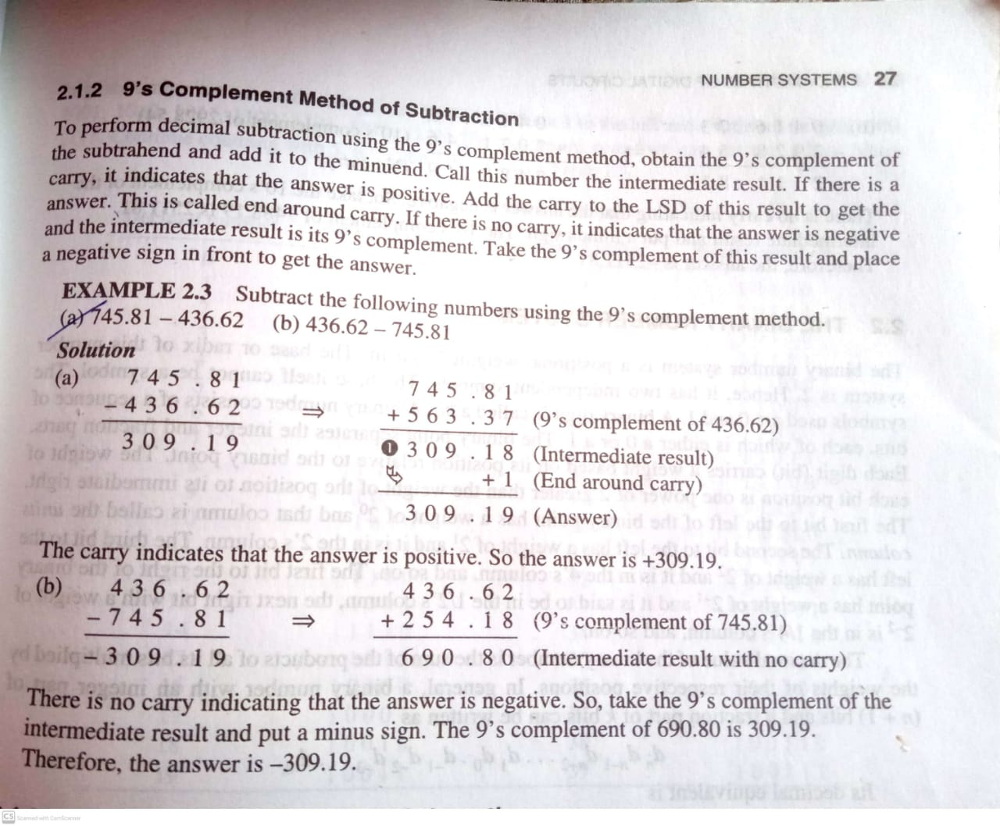 NUMBER SYSTEMS 27
2.1.2 9's Complement Method of Subtraction
To perform decimal subtraction using the 9's complement method, obtain the 9's complement of
the subtrahend and add it to the minuend. Call this number the intermediate result. If there is a
carry, it indicates that the answer is positive. Add the carry to the LSD of this result to get the
answer. This is called end around carry. If there is no carry, it indicates that the answer is negative
and the intermediate result is its 9's complement. Take the 9's complement of this result and place
a negative sign in front to get the answer.
EXAMPLE 2.3 Subtract the following numbers using the 9's complement method.
(a) 745.81 – 436.62 (b) 436.62 – 745.81
Solution
(a) 7 4 5 . 8 1 7 4 5 . 8 1
– 4 3 6 . 6 2 ⇒ + 5 6 3 . 3 7 (9's complement of 436.62)
3 0 9 . 1 9 1 3 0 9 . 1 8 (Intermediate result)
+ 1 (End around carry)
3 0 9 . 1 9 (Answer)
The carry indicates that the answer is positive. So the answer is +309.19.
(b) 4 3 6 . 6 2 4 3 6 . 6 2
– 7 4 5 . 8 1 ⇒ + 2 5 4 . 1 8 (9's complement of 745.81)
– 3 0 9 . 1 9 6 9 0 . 8 0 (Intermediate result with no carry)
There is no carry indicating that the answer is negative. So, take the 9's complement of the
intermediate result and put a minus sign. The 9's complement of 690.80 is 309.19.
Therefore, the answer is –309.19.
CS Scanned with CamScanner